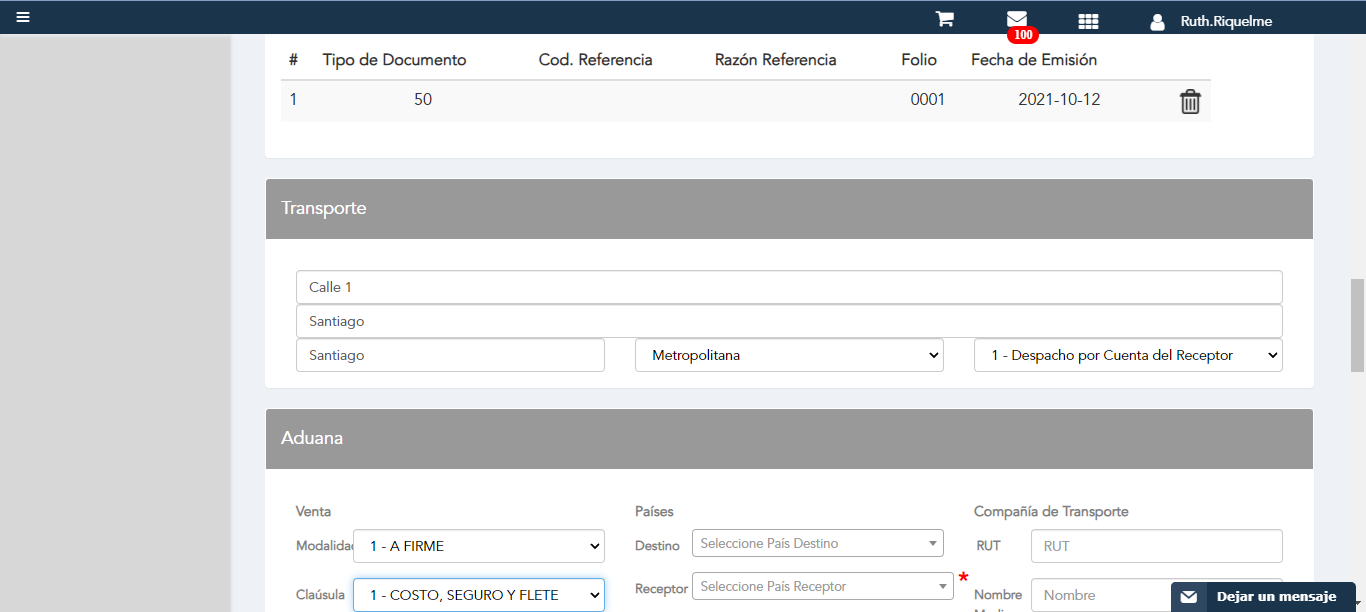 Ruth.Riquelme
100
# Tipo de Documento Cod. Referencia Razón Referencia Folio Fecha de Emisión
1 50 0001 2021-10-12
Transporte
Calle 1
Santiago
Santiago Metropolitana 1 - Despacho por Cuenta del Receptor
Aduana
Venta Países Compañía de Transporte
Modalidad 1 - A FIRME Destino Seleccione País Destino RUT RUT
Claúsula 1 - COSTO, SEGURO Y FLETE Receptor Seleccione País Receptor * Nombre Nombre
Dejar un mensaje